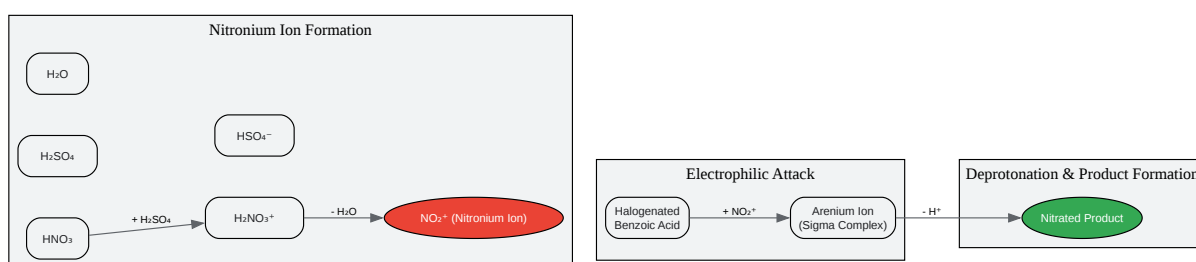 Nitronium Ion Formation
H₂O
H₂SO₄
HSO₄⁻
HNO₃
+ H₂SO₄
H₂NO₃⁺
- H₂O
NO₂⁺ (Nitronium Ion)
Electrophilic Attack
Halogenated
Benzoic Acid
+ NO₂⁺
Arenium Ion
(Sigma Complex)
- H⁺
Deprotonation & Product Formation
Nitrated Product